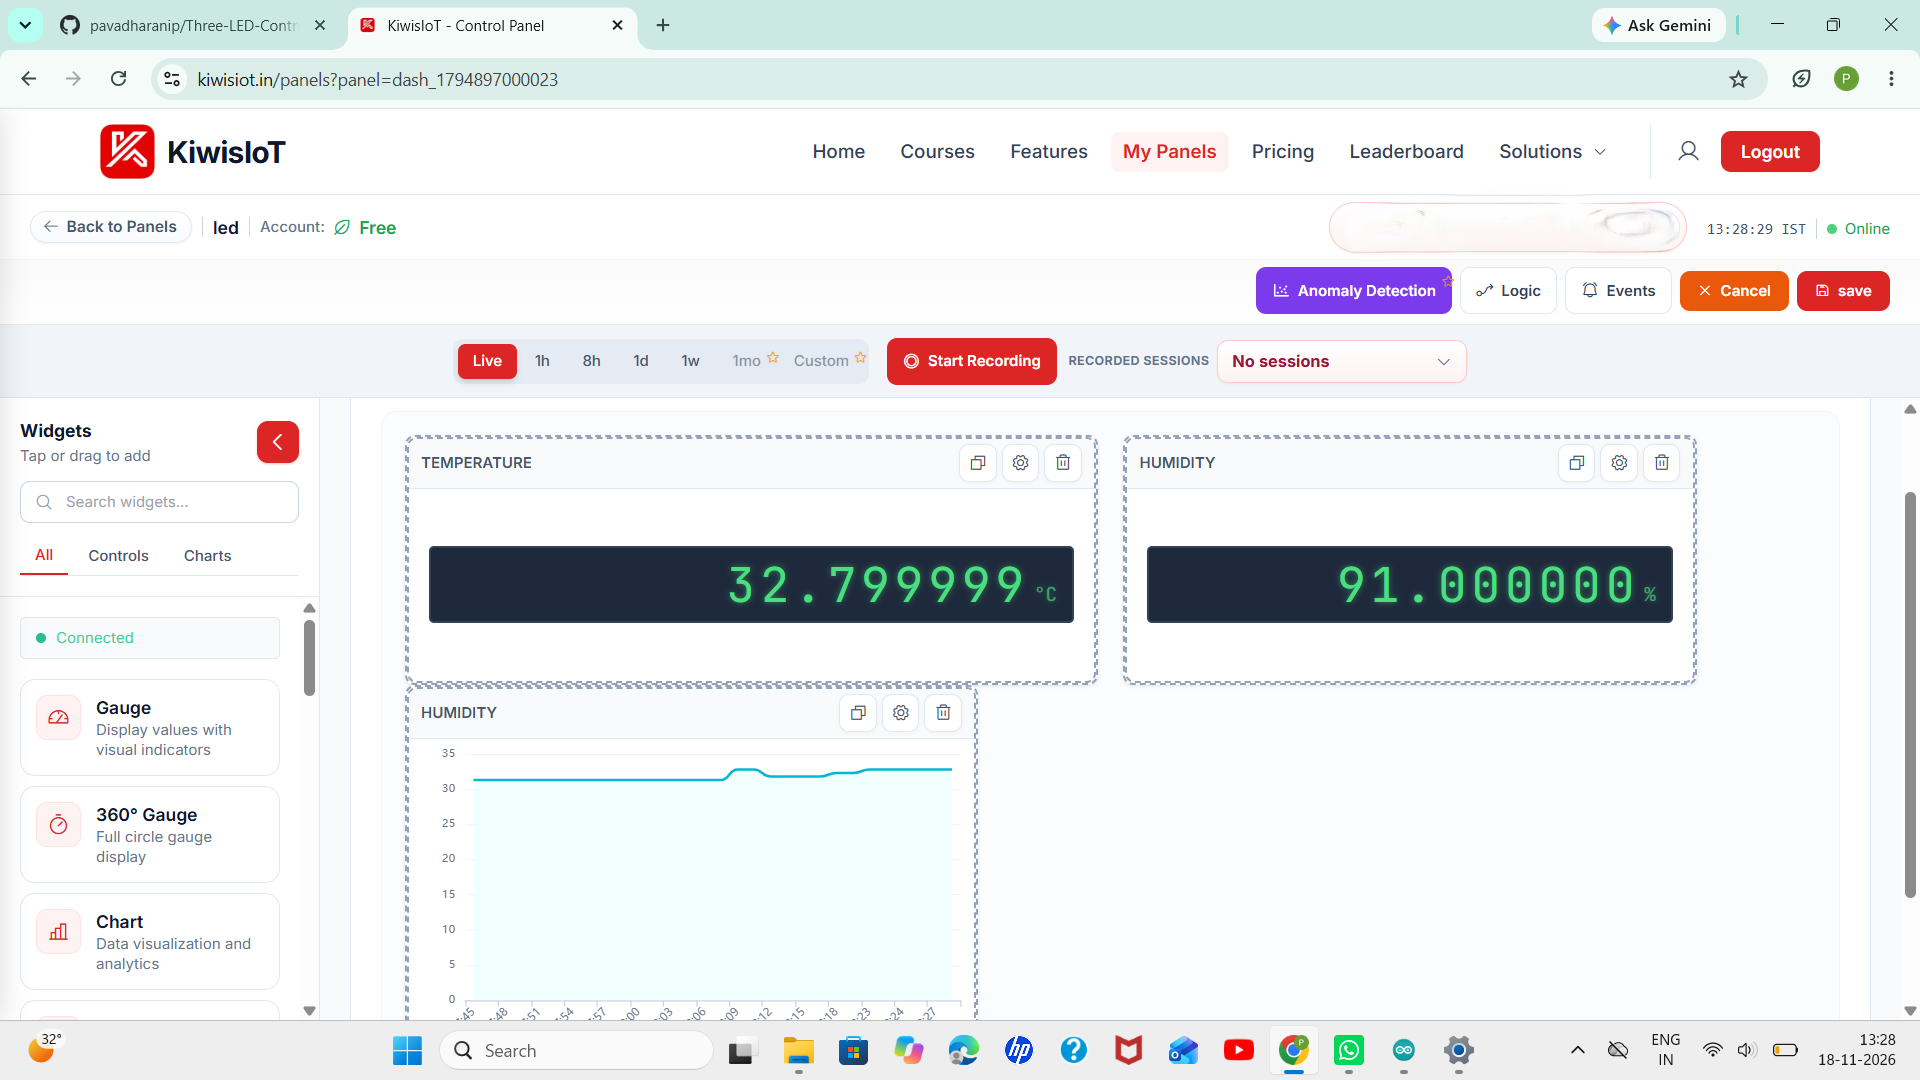 pavadharanip/Three-LED-Contr
KiwisIoT - Control Panel
Ask Gemini
kiwisiot.in/panels?panel=dash_1794897000023
P
KiwisIoT
Home
Courses
Features
My Panels
Pricing
Leaderboard
Solutions
Logout
Back to Panels
led
Account:
Free
13:28:29 IST
Online
Anomaly Detection
Logic
Events
Cancel
save
Live
1h
8h
1d
1w
1mo
Custom
Start Recording
RECORDED SESSIONS
No sessions
Widgets
Tap or drag to add
Search widgets...
All
Controls
Charts
Connected
Gauge
Display values with
visual indicators
360° Gauge
Full circle gauge
display
Chart
Data visualization and
analytics
TEMPERATURE
32.799999 °C
HUMIDITY
91.000000 %
HUMIDITY
35
30
25
20
15
10
5
0
32°
Search
ENG
IN
13:28
18-11-2026